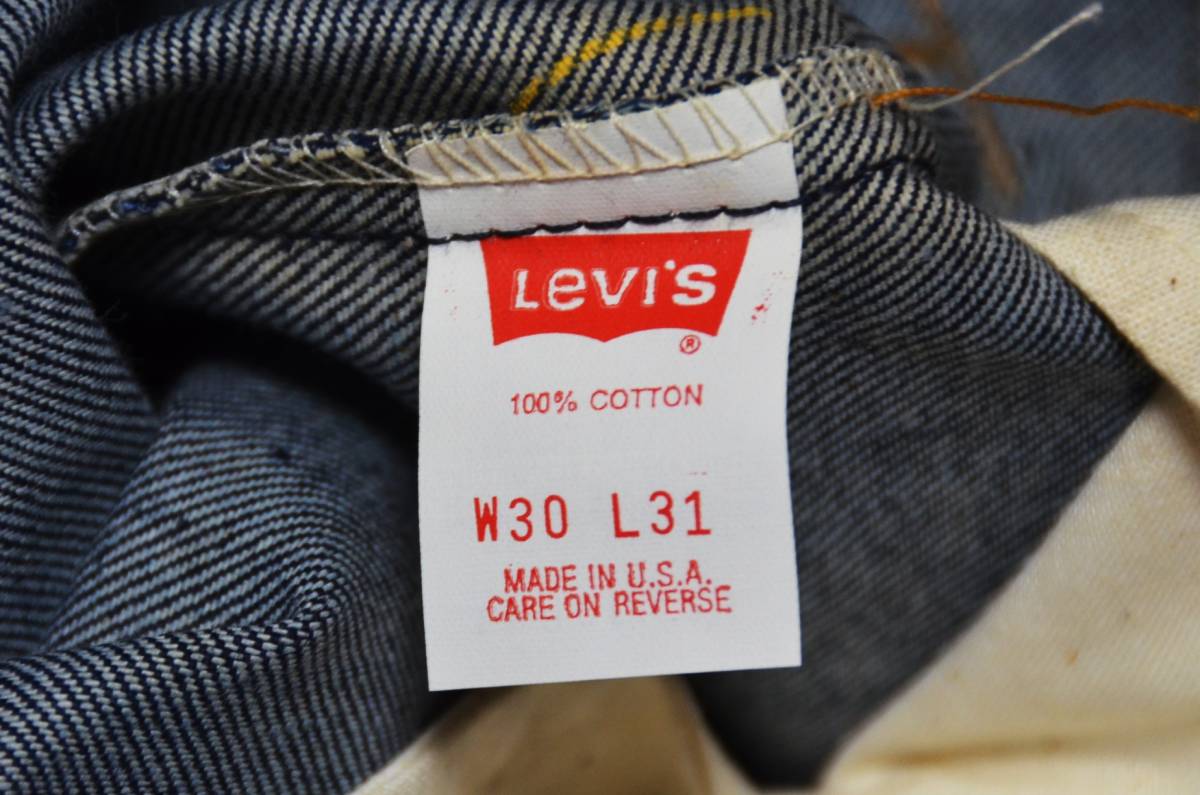 Levi's
®
100% COTTON
W30 L31
MADE IN U.S.A.
CARE ON REVERSE